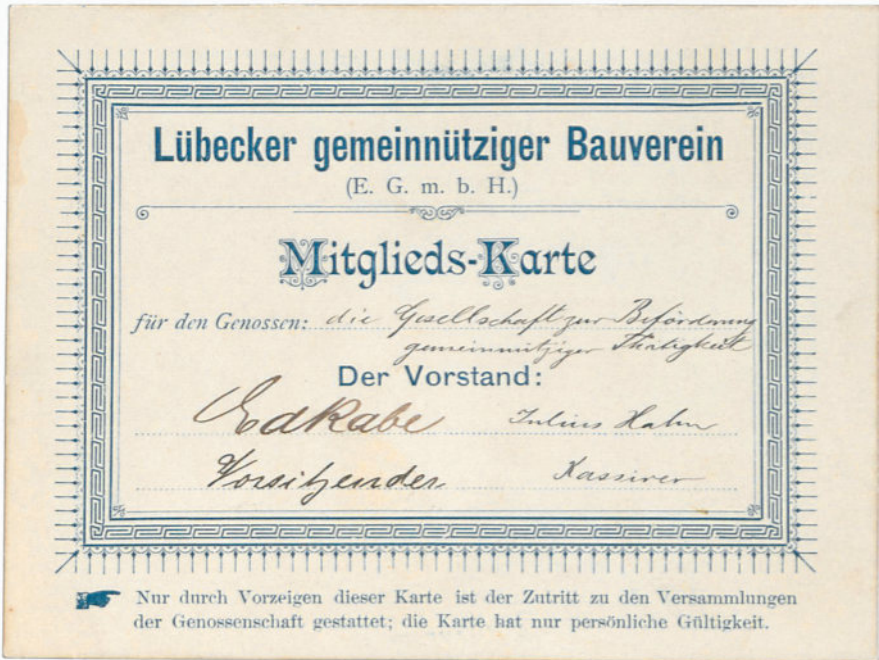 Lübecker gemeinnütziger Bauverein
(E. G. m. b. H.)
Mitglieds-Karte
für den Genossen: die Gesellschaft zur Beförderung
gemeinnütziger Thätigkeit
Der Vorstand:
Ed Rabe Julius Hahn
Vorsitzender Kassirer
Nur durch Vorzeigen dieser Karte ist der Zutritt zu den Versammlungen
der Genossenschaft gestattet; die Karte hat nur persönliche Gültigkeit.